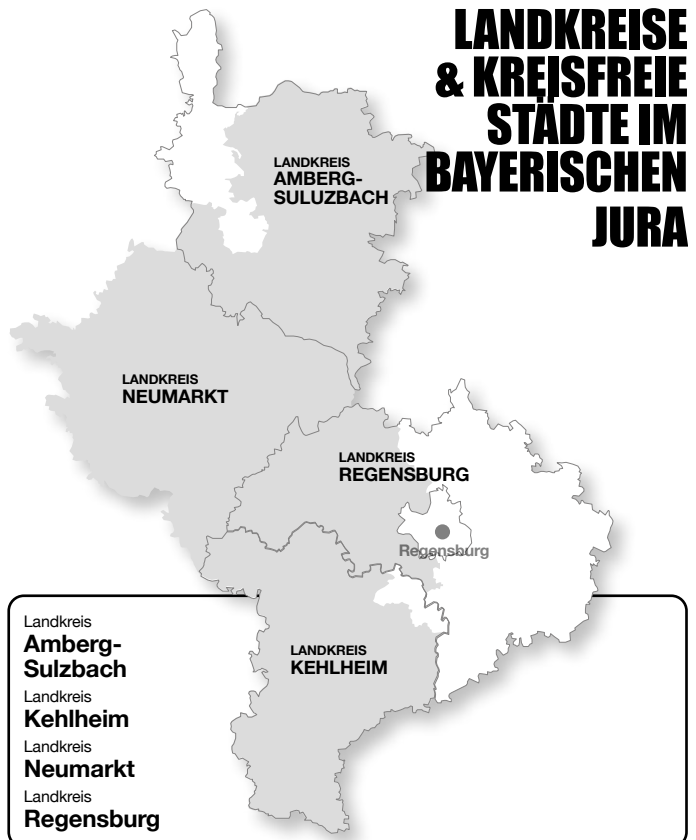 LANDKREISE
& KREISFREIE
STÄDTE IM
BAYERISCHEN
JURA
LANDKREIS
AMBERG-
SULUZBACH
LANDKREIS
NEUMARKT
LANDKREIS
REGENSBURG
Regensburg
LANDKREIS
KEHLHEIM
Landkreis
Amberg-
Sulzbach
Landkreis
Kehlheim
Landkreis
Neumarkt
Landkreis
Regensburg